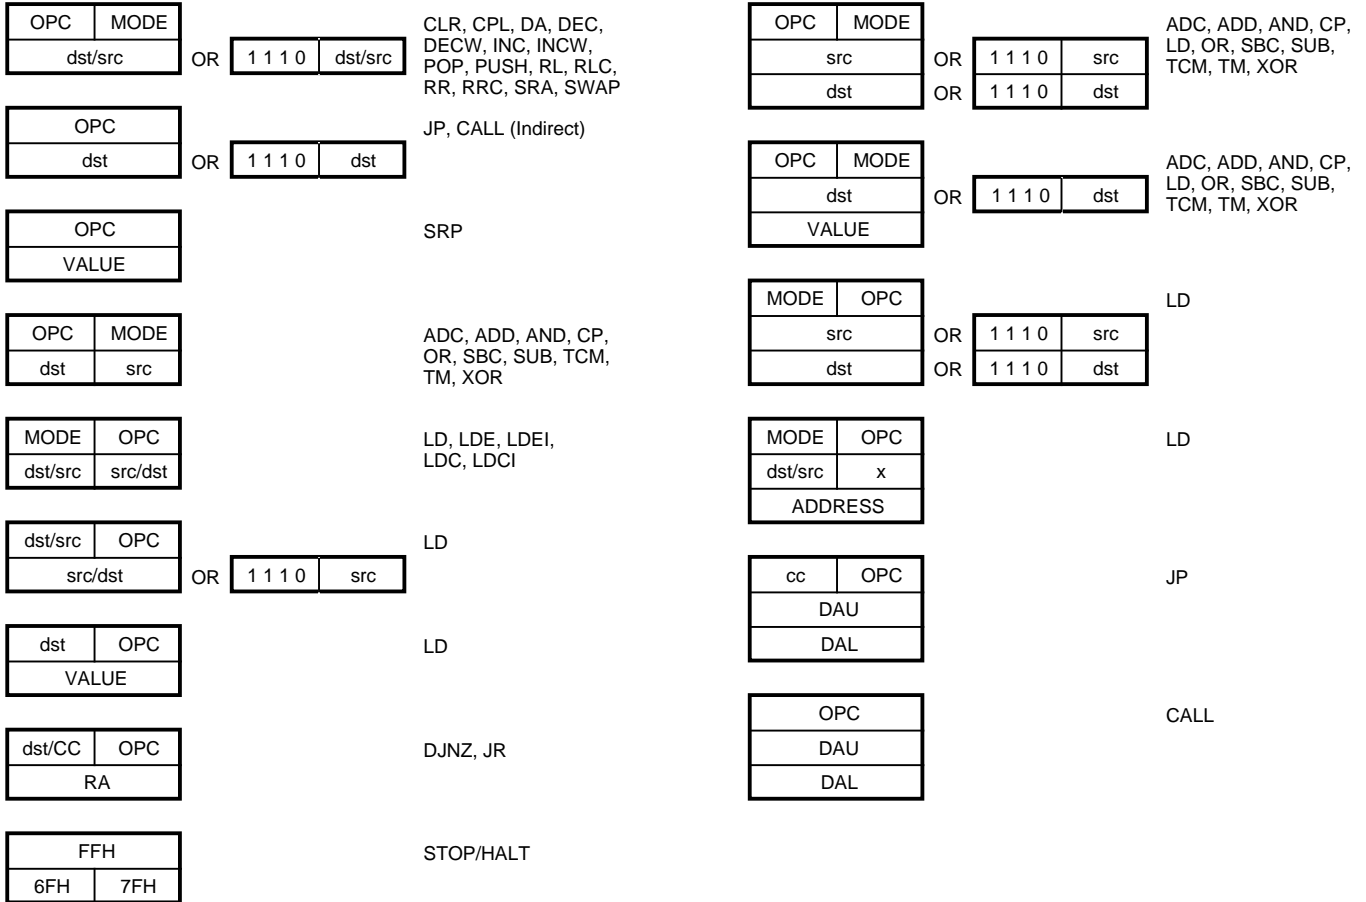 OPC MODE
dst/src OR 1 1 1 0 dst/src
CLR, CPL, DA, DEC,
DECW, INC, INCW,
POP, PUSH, RL, RLC,
RR, RRC, SRA, SWAP
OPC
dst OR 1 1 1 0 dst
JP, CALL (Indirect)
OPC
VALUE
SRP
OPC MODE
dst src
ADC, ADD, AND, CP,
OR, SBC, SUB, TCM,
TM, XOR
MODE OPC
dst/src src/dst
LD, LDE, LDEI,
LDC, LDCI
dst/src OPC
src/dst OR 1 1 1 0 src
LD
dst OPC
VALUE
LD
dst/CC OPC
RA
DJNZ, JR
FFH
6FH 7FH
STOP/HALT
OPC MODE
src OR 1 1 1 0 src
dst OR 1 1 1 0 dst
ADC, ADD, AND, CP,
LD, OR, SBC, SUB,
TCM, TM, XOR
OPC MODE
dst OR 1 1 1 0 dst
VALUE
ADC, ADD, AND, CP,
LD, OR, SBC, SUB,
TCM, TM, XOR
MODE OPC
src OR 1 1 1 0 src
dst OR 1 1 1 0 dst
LD
MODE OPC
dst/src x
ADDRESS
LD
cc OPC
DAU
DAL
JP
OPC
DAU
DAL
CALL